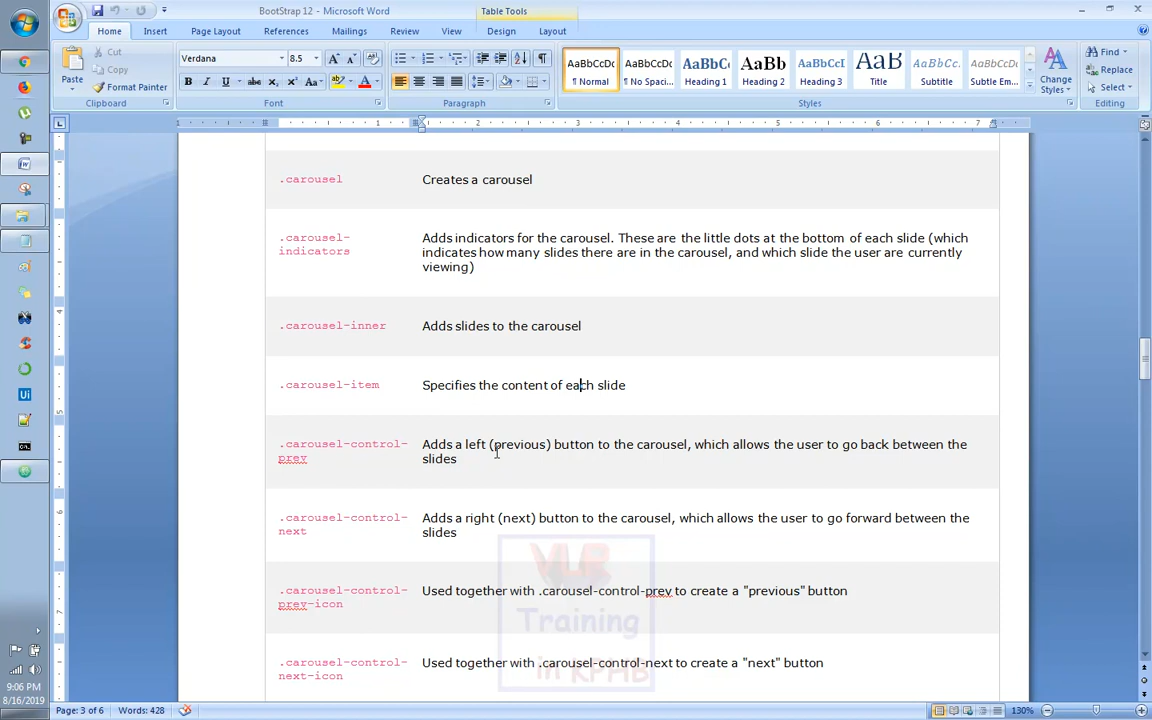 BootStrap 12 - Microsoft Word
Table Tools
Home
Insert
Page Layout
References
Mailings
Review
View
Design
Layout
Paste
Cut
Copy
Format Painter
Clipboard
Verdana
8.5
Font
Paragraph
AaBbCcDc
¶ Normal
AaBbCcDc
¶ No Spaci...
AaBbC
Heading 1
AaBb
Heading 2
AaBbCcI
Heading 3
AaB
Title
AaBbCc.
Subtitle
AaBbCcDc
Subtle Em...
Change
Styles
Styles
Find
Replace
Select
Editing
.carousel
Creates a carousel
.carousel-
indicators
Adds indicators for the carousel. These are the little dots at the bottom of each slide (which
indicates how many slides there are in the carousel, and which slide the user are currently
viewing)
.carousel-inner
Adds slides to the carousel
.carousel-item
Specifies the content of each slide
.carousel-control-
prev
Adds a left (previous) button to the carousel, which allows the user to go back between the
slides
.carousel-control-
next
Adds a right (next) button to the carousel, which allows the user to go forward between the
slides
.carousel-control-
prev-icon
Used together with .carousel-control-prev to create a "previous" button
.carousel-control-
next-icon
Used together with .carousel-control-next to create a "next" button
VLR
Training
in KPHB
9:06 PM
8/16/2019
Page: 3 of 6
Words: 428
130%